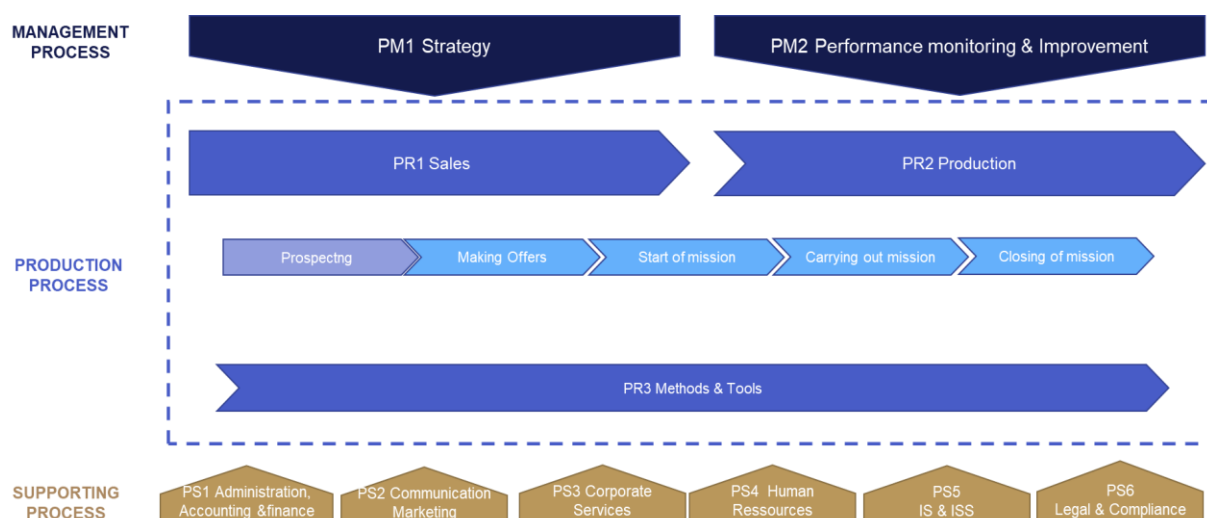 MANAGEMENT
PROCESS
PM1 Strategy
PM2 Performance monitoring & Improvement
PR1 Sales
PR2 Production
PRODUCTION
PROCESS
Prospectng
Making Offers
Start of mission
Carrying out mission
Closing of mission
PR3 Methods & Tools
SUPPORTING
PROCESS
PS1 Administration,
Accounting &finance
PS2 Communication
Marketing
PS3 Corporate
Services
PS4 Human
Ressources
PS5
IS & ISS
PS6
Legal & Compliance